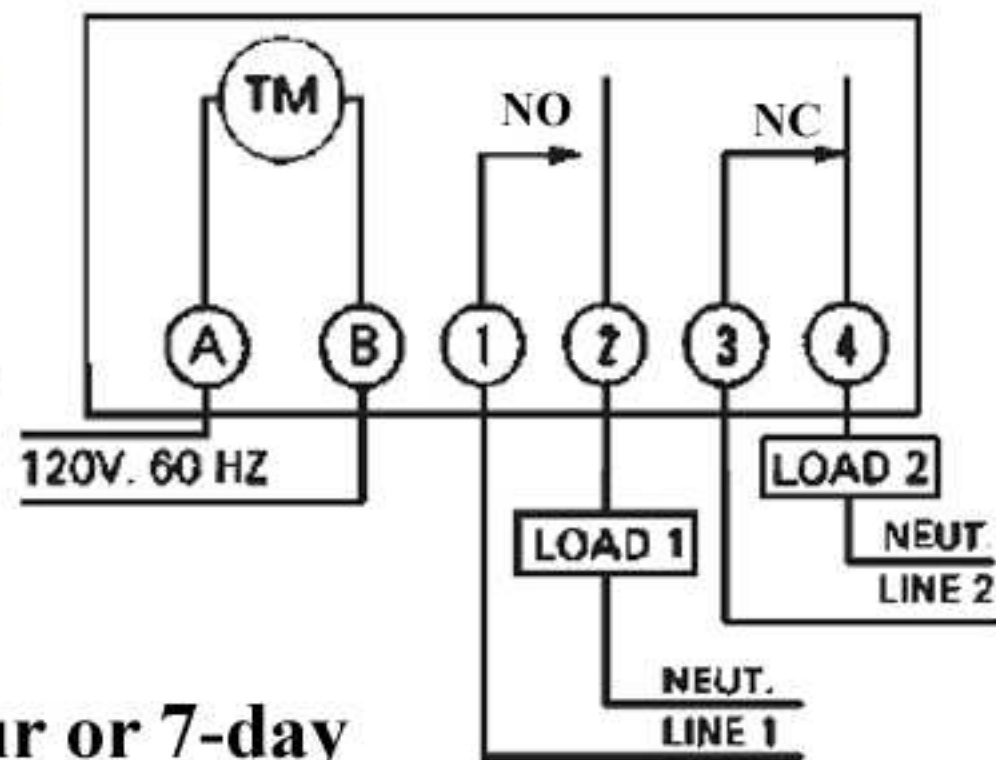 TM
NO
NC
A
B
1
2
3
4
120V. 60 HZ
LOAD 2
LOAD 1
NEUT.
LINE 2
NEUT.
LINE 1
or 7-day